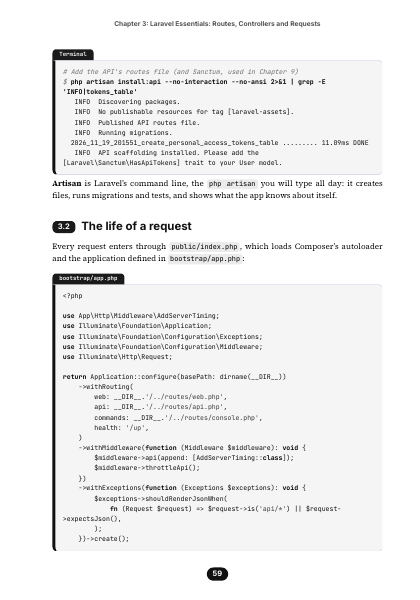 Chapter 3: Laravel Essentials: Routes, Controllers and Requests
Terminal
# Add the API's routes file (and Sanctum, used in Chapter 9)
$ php artisan install:api --no-interaction --no-ansi 2>&1 | grep -E
'INFO|tokens_table'
   INFO  Discovering packages.
   INFO  No publishable resources for tag [laravel-assets].
   INFO  Published API routes file.
   INFO  Running migrations.
  2026_11_19_201551_create_personal_access_tokens_table ......... 11.09ms DONE
   INFO  API scaffolding installed. Please add the
[Laravel\Sanctum\HasApiTokens] trait to your User model.
Artisan is Laravel's command line, the php artisan you will type all day: it creates
files, runs migrations and tests, and shows what the app knows about itself.
3.2 The life of a request
Every request enters through public/index.php, which loads Composer's autoloader
and the application defined in bootstrap/app.php:
bootstrap/app.php
<?php
use App\Http\Middleware\AddServerTiming;
use Illuminate\Foundation\Application;
use Illuminate\Foundation\Configuration\Exceptions;
use Illuminate\Foundation\Configuration\Middleware;
use Illuminate\Http\Request;
return Application::configure(basePath: dirname(__DIR__))
    ->withRouting(
        web: __DIR__.'/../routes/web.php',
        api: __DIR__.'/../routes/api.php',
        commands: __DIR__.'/../routes/console.php',
        health: '/up',
    )
    ->withMiddleware(function (Middleware $middleware): void {
        $middleware->api(append: [AddServerTiming::class]);
        $middleware->throttleApi();
    })
    ->withExceptions(function (Exceptions $exceptions): void {
        $exceptions->shouldRenderJsonWhen(
            fn (Request $request) => $request->is('api/*') || $request-
>expectsJson(),
        );
    })->create();
59